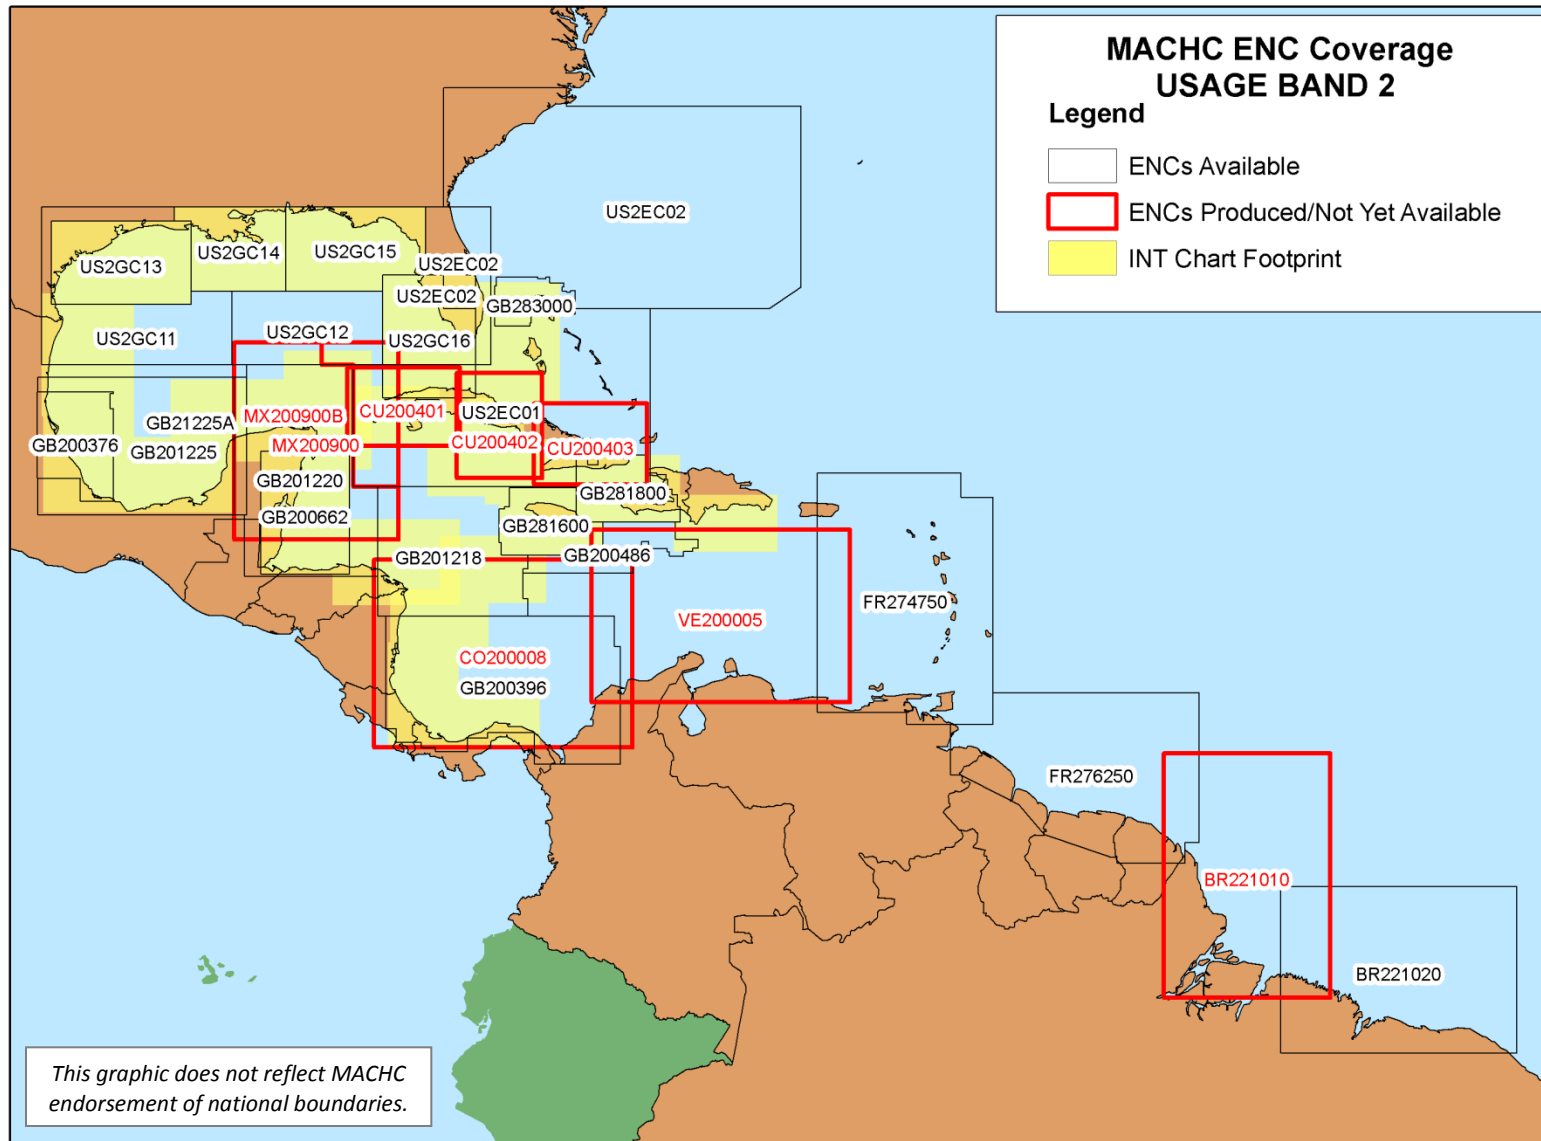 MACHC ENC Coverage
USAGE BAND 2
Legend
ENCs Available
ENCs Produced/Not Yet Available
INT Chart Footprint
US2EC02
US2GC13
US2GC14
US2GC15
US2EC02
US2EC02
GB283000
US2GC11
US2GC12
US2GC16
MX200900B
CU200401
US2EC01
GB21225A
GB200376
GB201225
MX200900
CU200402
CU200403
GB201220
GB281800
GB200662
GB281600
GB201218
GB200486
FR274750
VE200005
CO200008
GB200396
FR276250
BR221010
BR221020
This graphic does not reflect MACHC
endorsement of national boundaries.